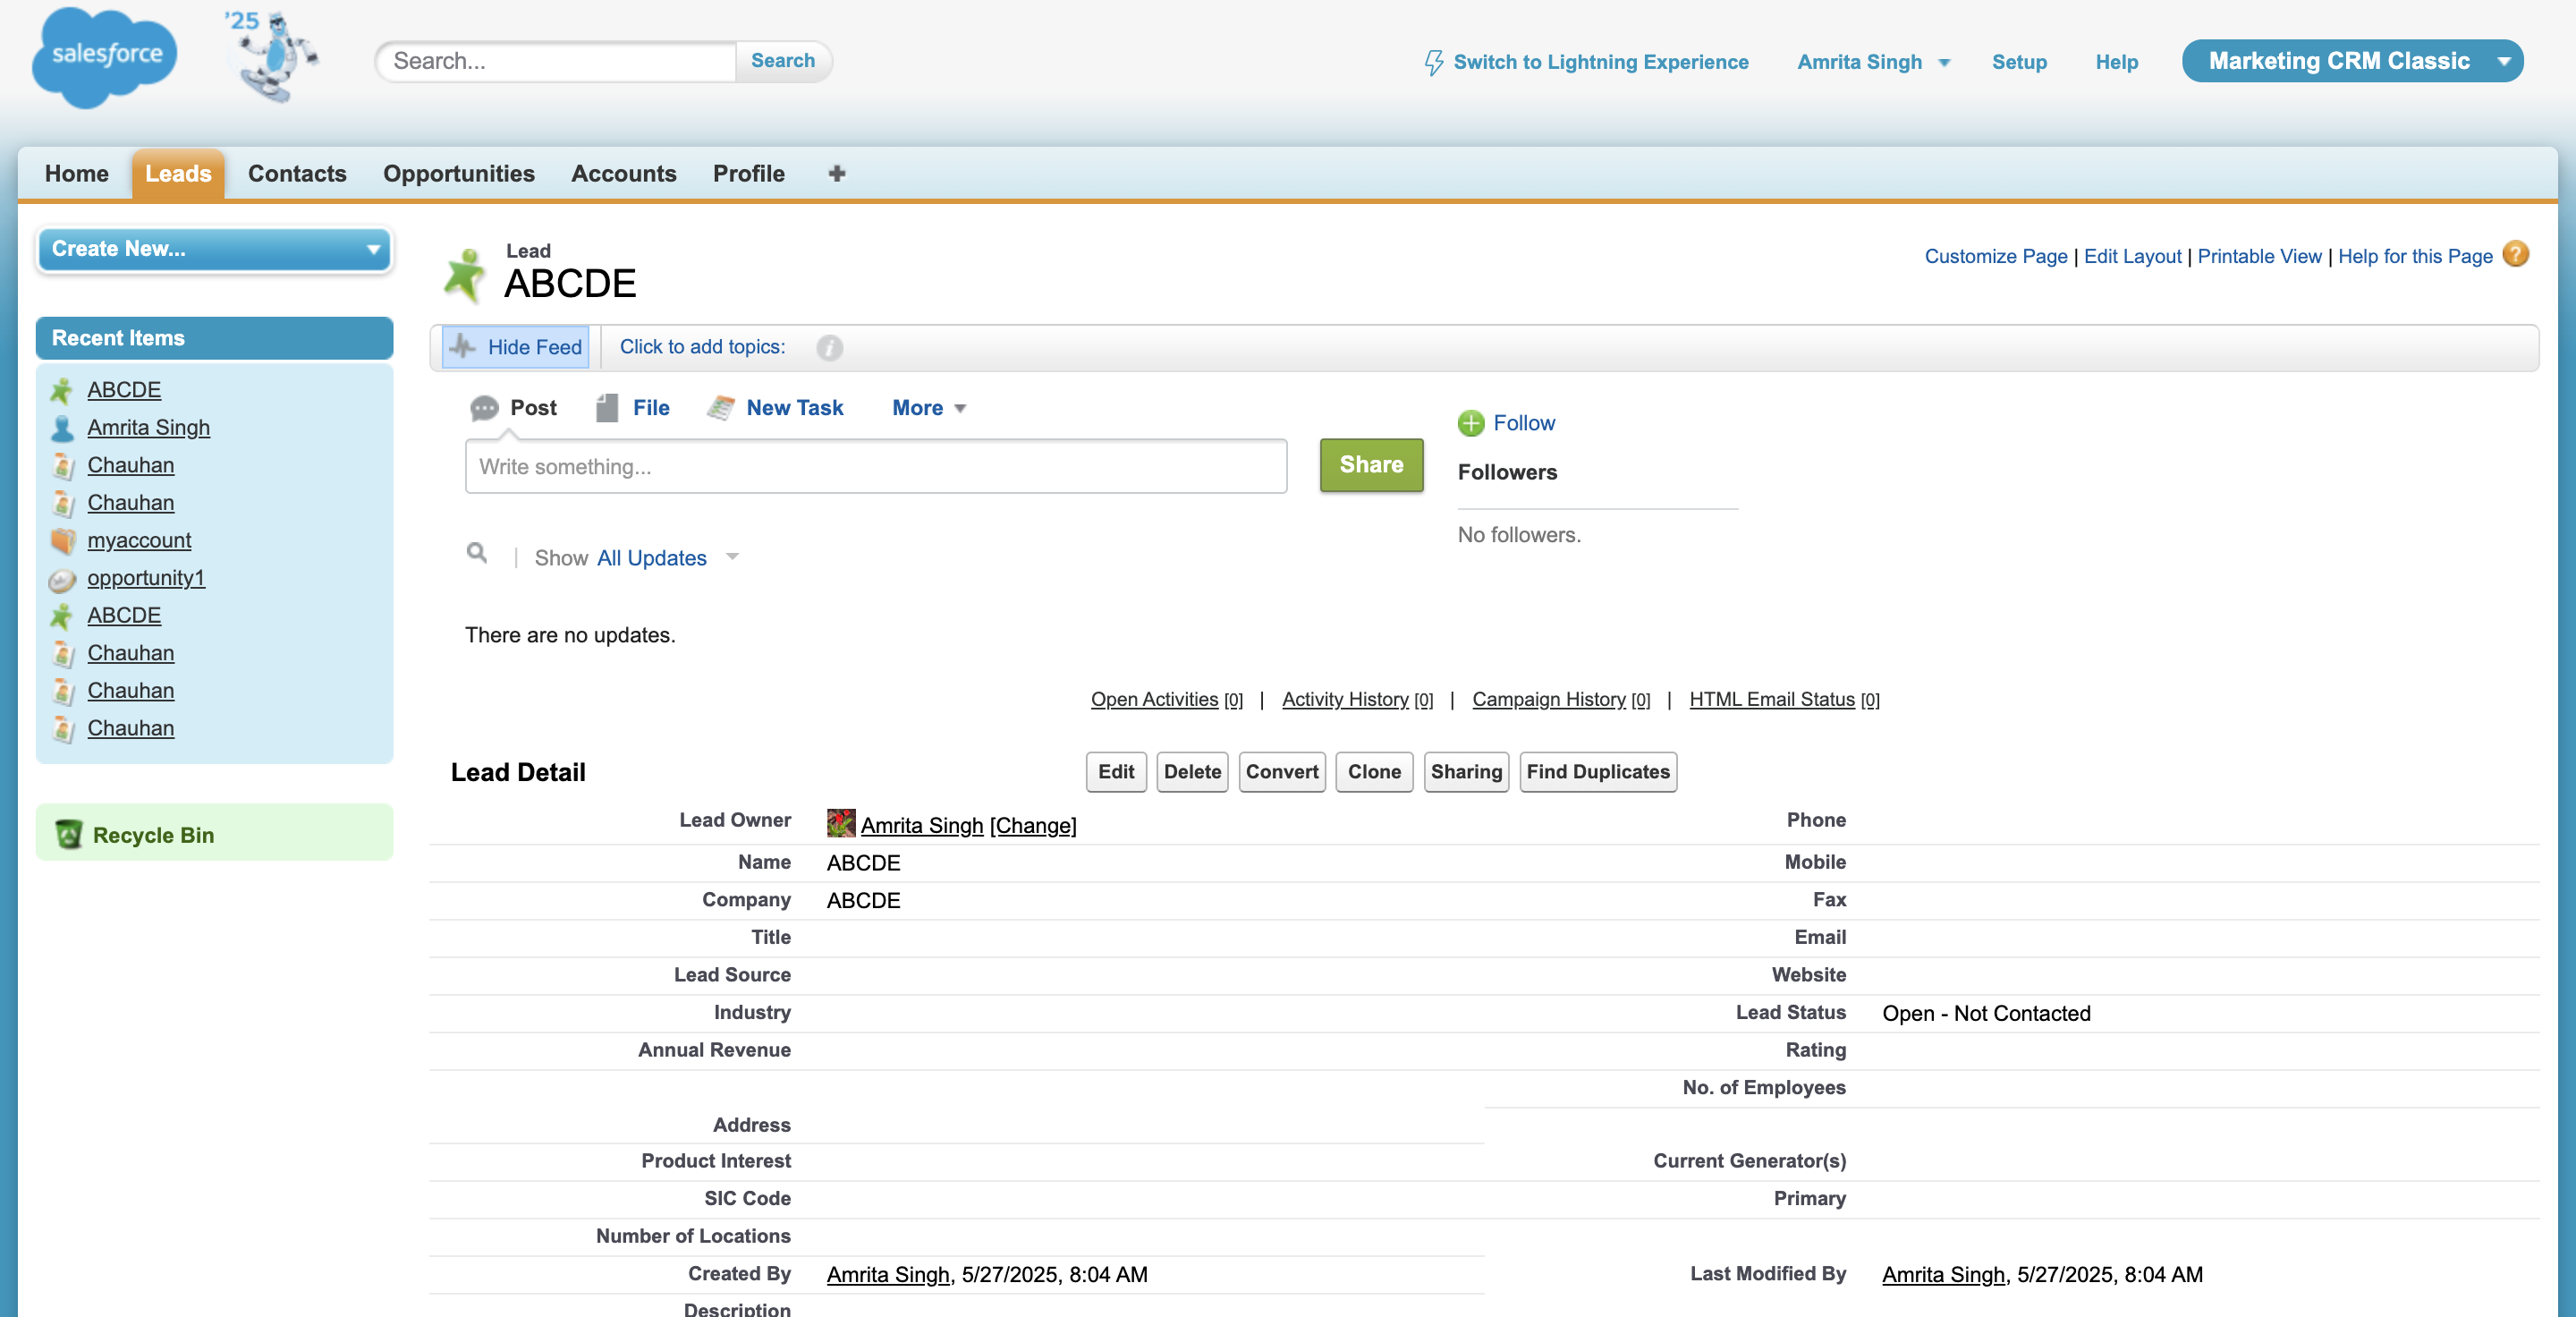 salesforce
'25
Search...
Search
Switch to Lightning Experience
Amrita Singh
Setup
Help
Marketing CRM Classic
Home
Leads
Contacts
Opportunities
Accounts
Profile
Create New...
Recent Items
ABCDE
Amrita Singh
Chauhan
Chauhan
myaccount
opportunity1
ABCDE
Chauhan
Chauhan
Chauhan
Recycle Bin
Lead
ABCDE
Customize Page | Edit Layout | Printable View | Help for this Page
Hide Feed
Click to add topics:
Post
File
New Task
More
Write something...
Share
Follow
Followers
No followers.
Show All Updates
There are no updates.
Open Activities [0] | Activity History [0] | Campaign History [0] | HTML Email Status [0]
Lead Detail
Edit
Delete
Convert
Clone
Sharing
Find Duplicates
Lead Owner Amrita Singh [Change]
Phone
Name ABCDE
Mobile
Company ABCDE
Fax
Title
Email
Lead Source
Website
Industry
Lead Status Open - Not Contacted
Annual Revenue
Rating
No. of Employees
Address
Product Interest
Current Generator(s)
SIC Code
Primary
Number of Locations
Created By Amrita Singh, 5/27/2025, 8:04 AM
Last Modified By Amrita Singh, 5/27/2025, 8:04 AM
Description